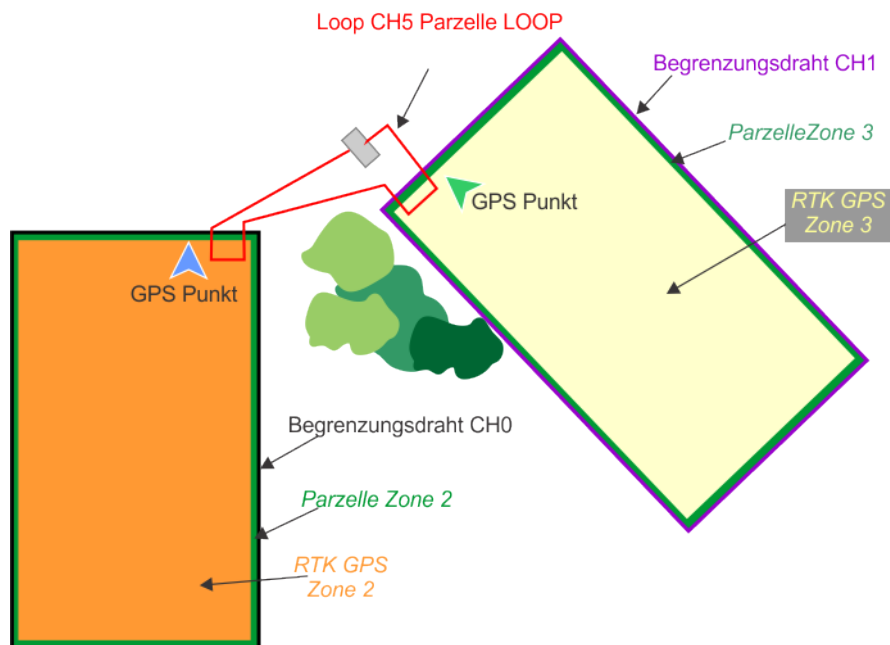 Loop CH5 Parzelle LOOP
Begrenzungsdraht CH1
ParzelleZone 3
RTK GPS
Zone 3
GPS Punkt
GPS Punkt
Begrenzungsdraht CH0
Parzelle Zone 2
RTK GPS
Zone 2